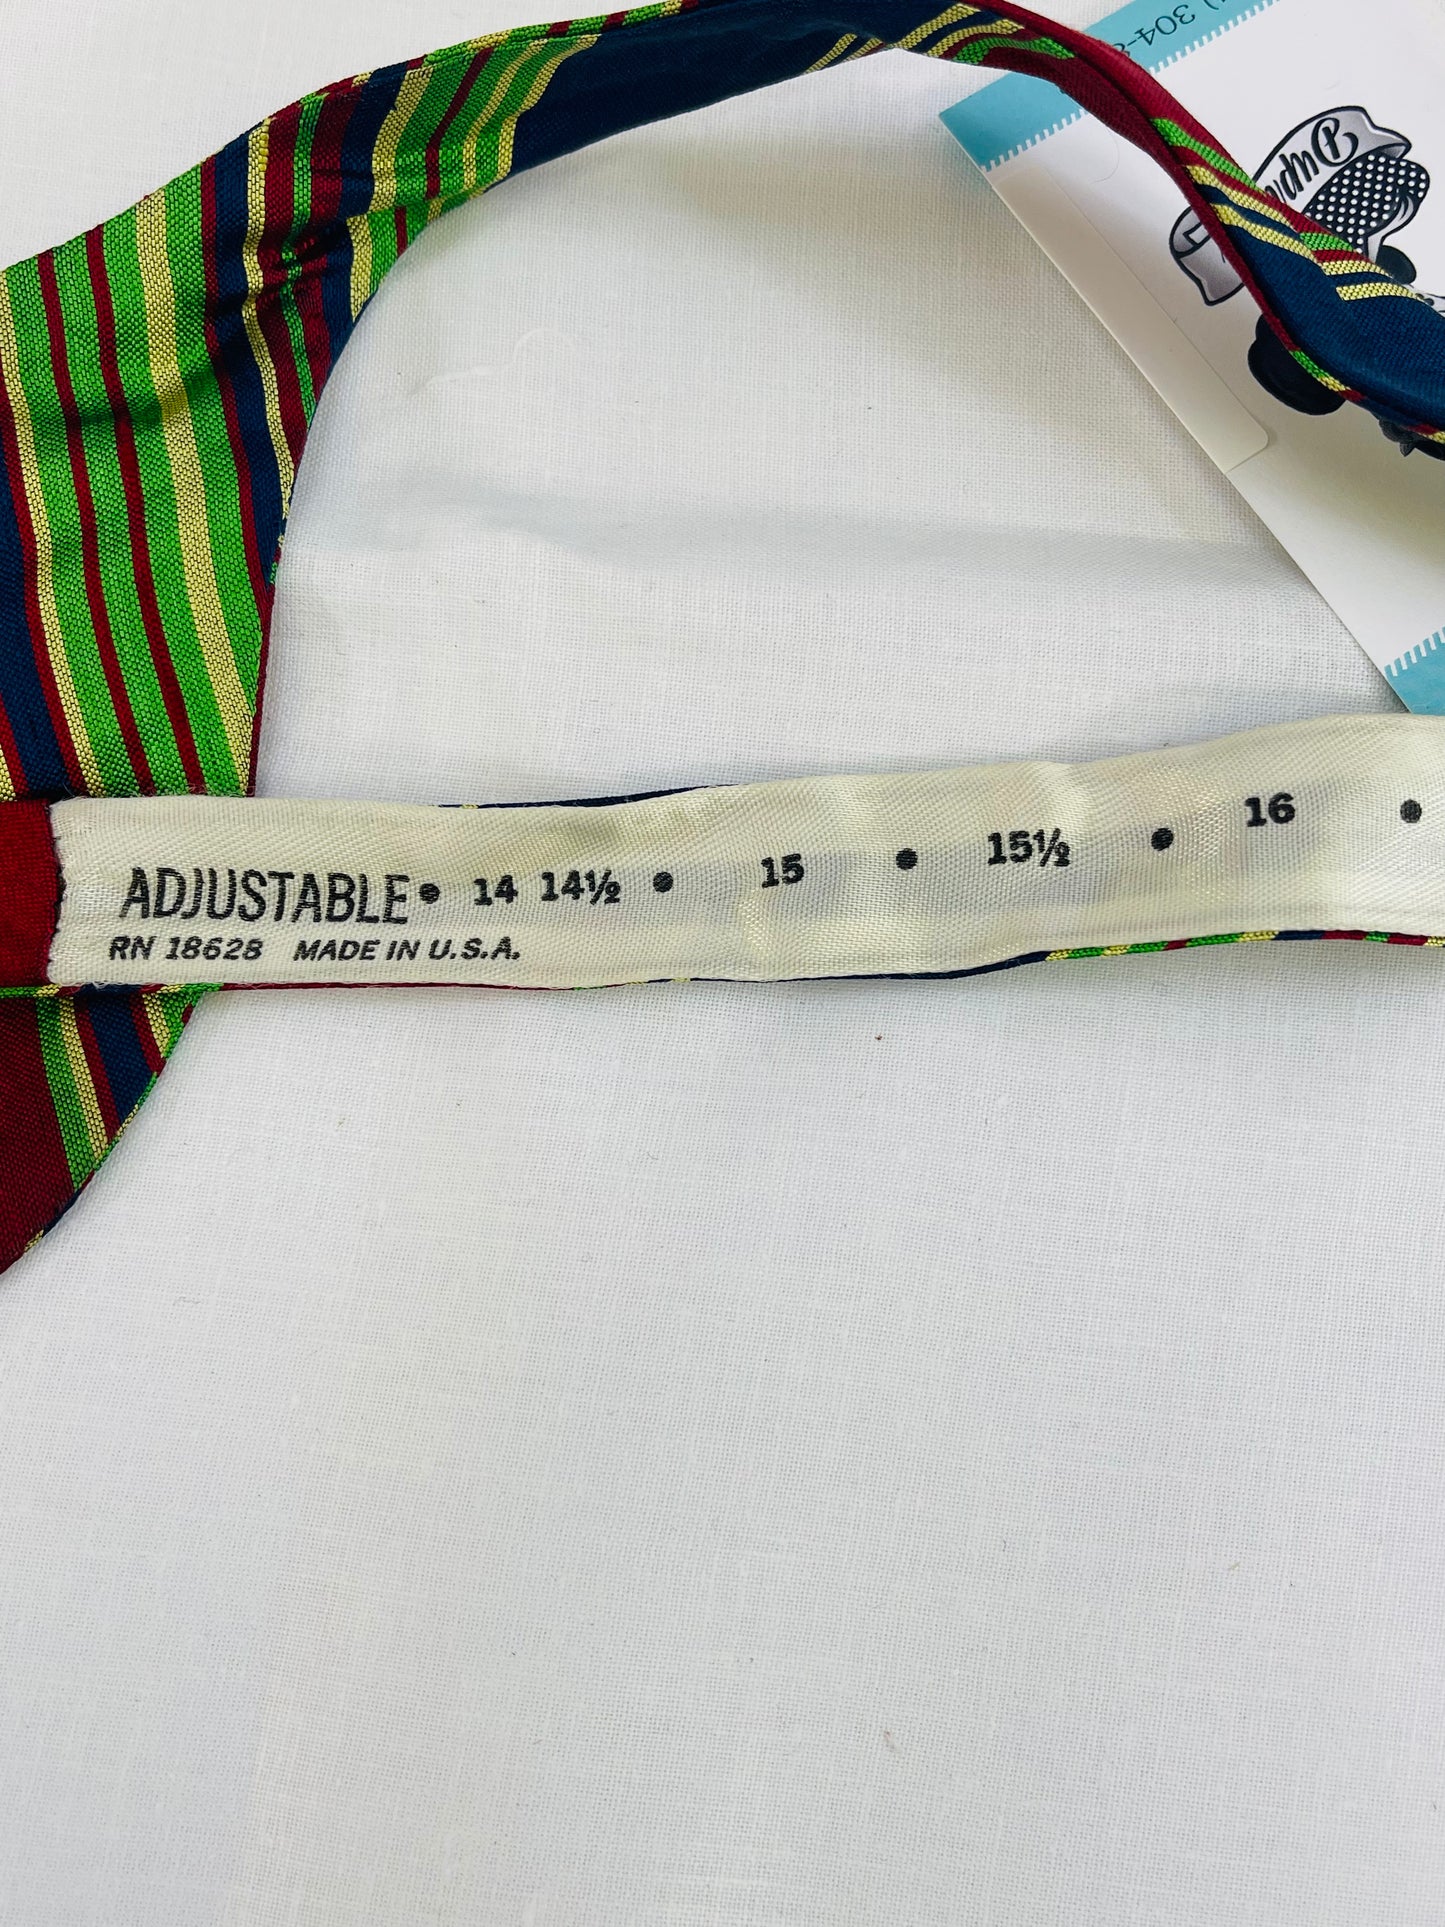 ADJUSTABLE • 14 14½ • 15 • 15½ • 16 •
RN 18628 MADE IN U.S.A.